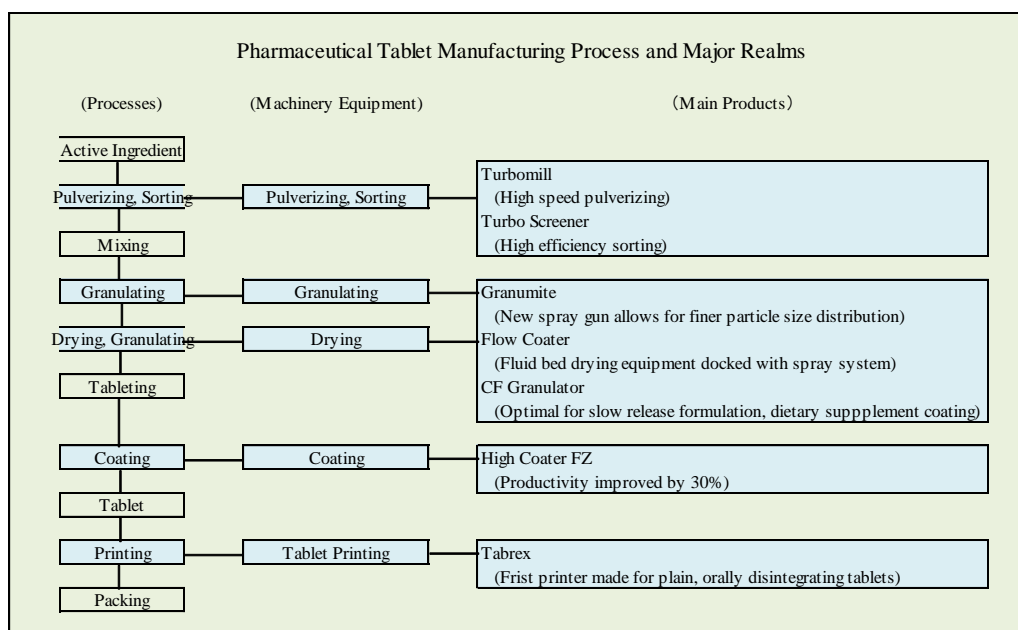 Pharmaceutical Tablet Manufacturing Process and Major Realms
(Processes)
(Machinery Equipment)
(Main Products）
Active Ingredient
Pulverizing, Sorting
Pulverizing, Sorting
Turbomill
(High speed pulverizing)
Turbo Screener
(High efficiency sorting)
Mixing
Granulating
Granulating
Granumite
(New spray gun allows for finer particle size distribution)
Drying, Granulating
Drying
Flow Coater
(Fluid bed drying equipment docked with spray system)
Tableting
CF Granulator
(Optimal for slow release formulation, dietary suppplement coating)
Coating
Coating
High Coater FZ
(Productivity improved by 30%)
Tablet
Printing
Tablet Printing
Tabrex
(Frist printer made for plain, orally disintegrating tablets)
Packing